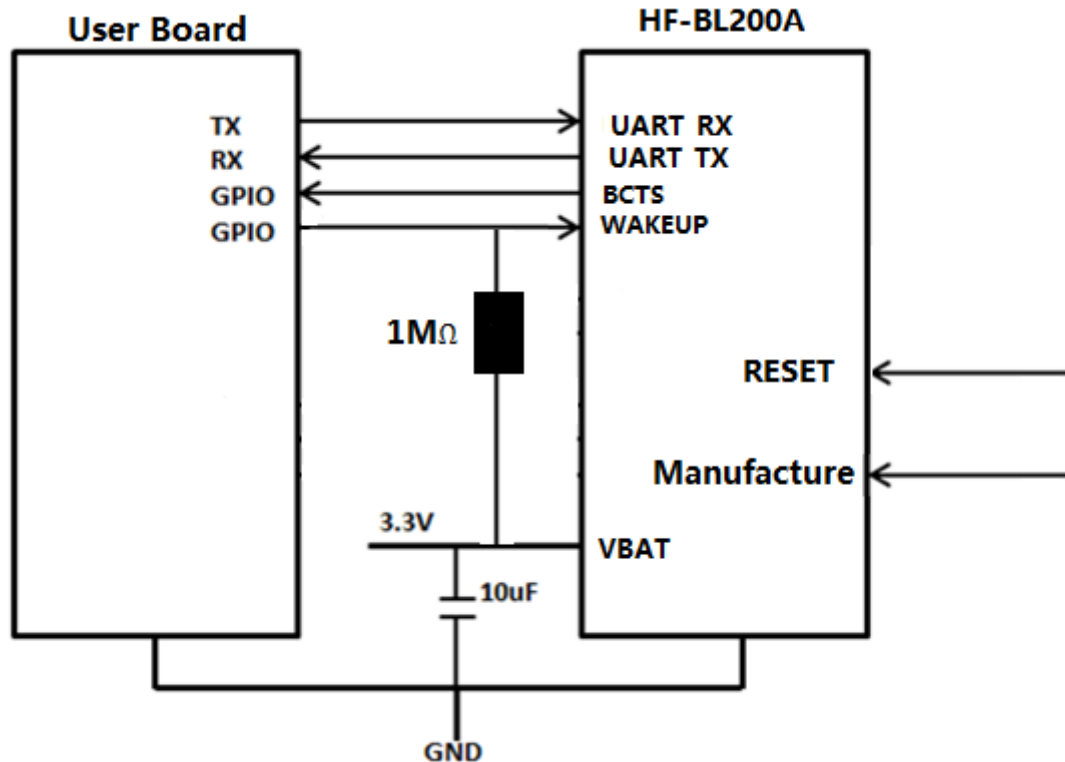 User Board
HF-BL200A
TX
UART RX
RX
UART TX
GPIO
BCTS
GPIO
WAKEUP
1MΩ
RESET
Manufacture
3.3V
VBAT
10uF
GND